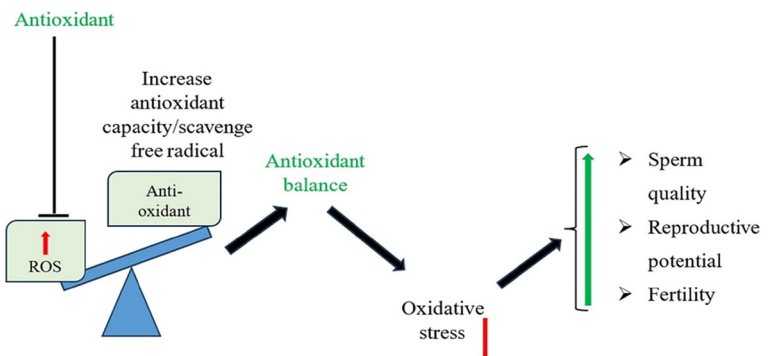 Antioxidant
Increase
antioxidant
capacity/scavenge
free radical
Anti-
oxidant
ROS
Antioxidant
balance
Oxidative
stress
Sperm
quality
Reproductive
potential
Fertility